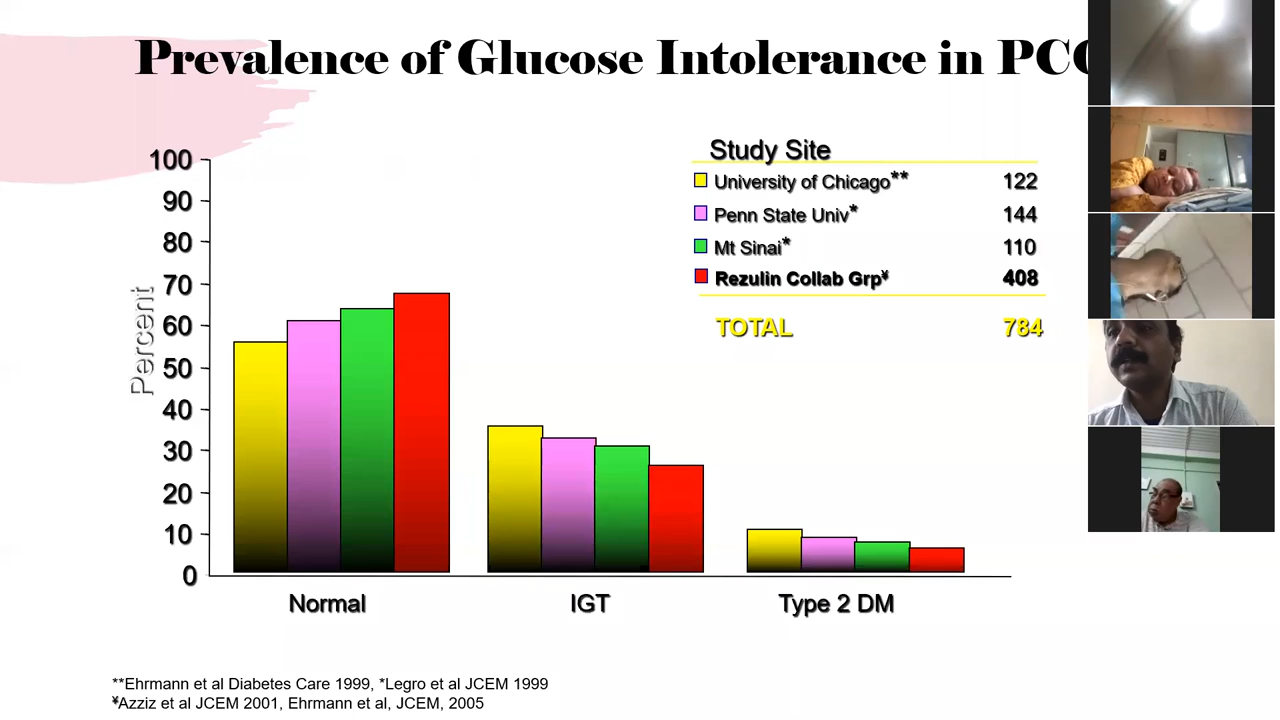 Prevalence of Glucose Intolerance in PCO
Study Site
University of Chicago** 122
Penn State Univ* 144
Mt Sinai* 110
Rezulin Collab Grp¥ 408
TOTAL 784
Percent
100
90
80
70
60
50
40
30
20
10
0
Normal IGT Type 2 DM
**Ehrmann et al Diabetes Care 1999, *Legro et al JCEM 1999
¥Azziz et al JCEM 2001, Ehrmann et al, JCEM, 2005